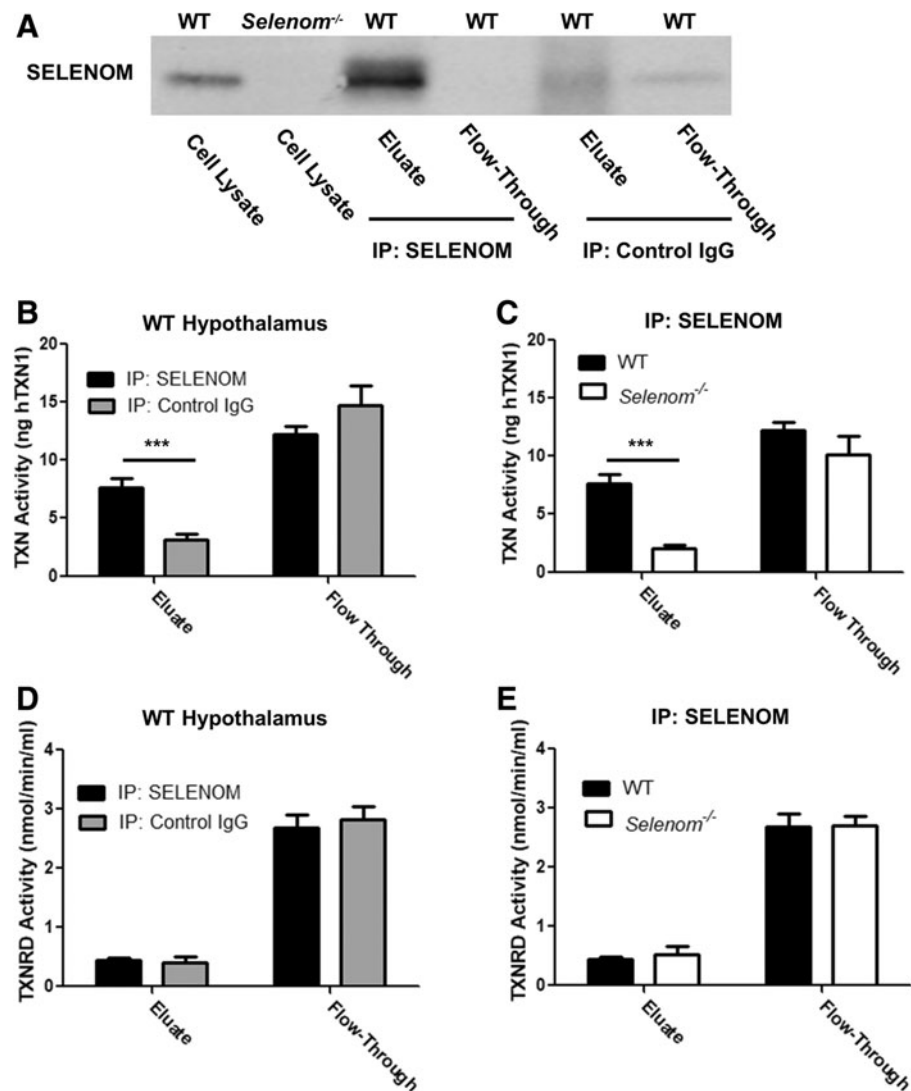 A
WT Selenom-/- WT WT WT WT
SELENOM
Cell Lysate Cell Lysate Eluate Flow-Through Eluate Flow-Through
IP: SELENOM IP: Control IgG
B
WT Hypothalamus
TXN Activity (ng hTXN1)
20
15
10
5
0
IP: SELENOM
IP: Control IgG
***
Eluate
Flow Through
C
IP: SELENOM
TXN Activity (ng hTXN1)
20
15
10
5
0
WT
Selenom-/-
***
Eluate
Flow Through
D
WT Hypothalamus
TXNRD Activity (nmol/min/ml)
4
3
2
1
0
IP: SELENOM
IP: Control IgG
Eluate
Flow-Through
E
IP: SELENOM
TXNRD Activity (nmol/min/ml)
4
3
2
1
0
WT
Selenom-/-
Eluate
Flow-Through